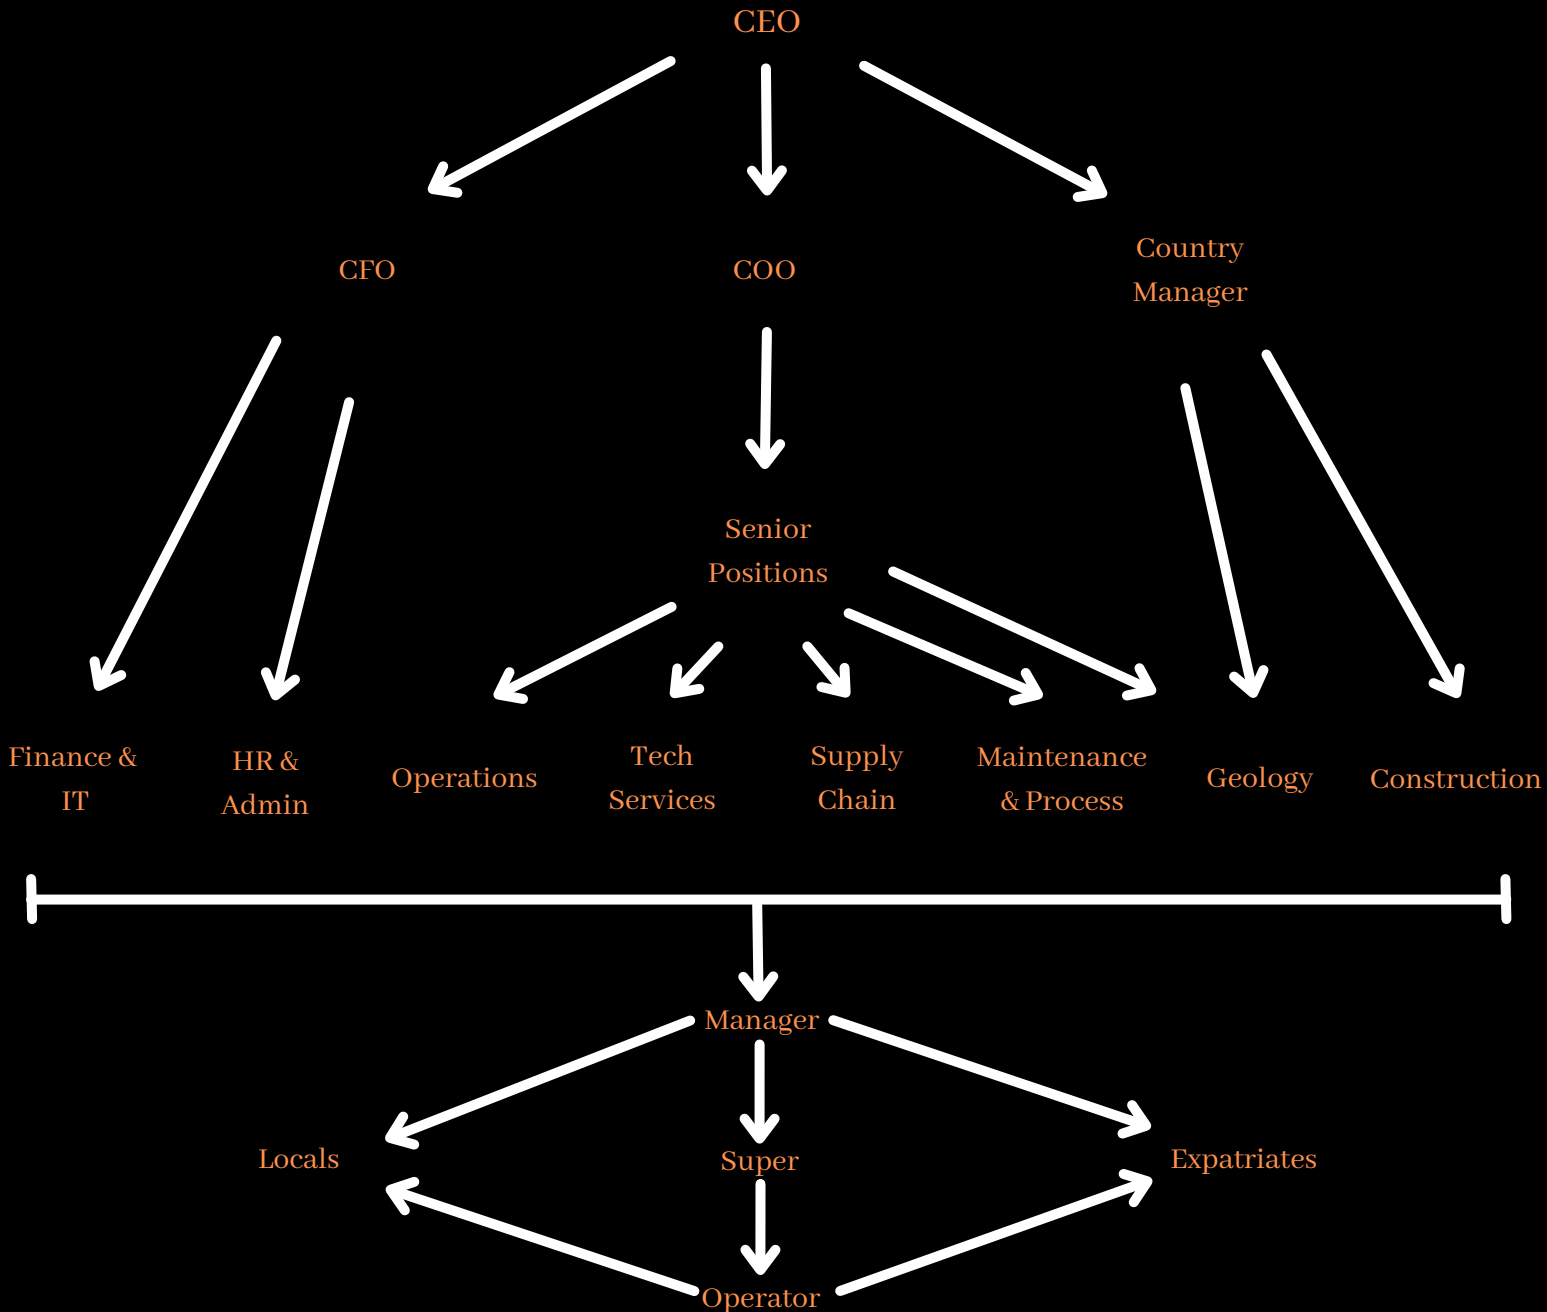 CEO
CFO
COO
Country
Manager
Senior
Positions
Finance &
IT
HR &
Admin
Operations
Tech
Services
Supply
Chain
Maintenance
& Process
Geology
Construction
Manager
Locals
Super
Expatriates
Operator